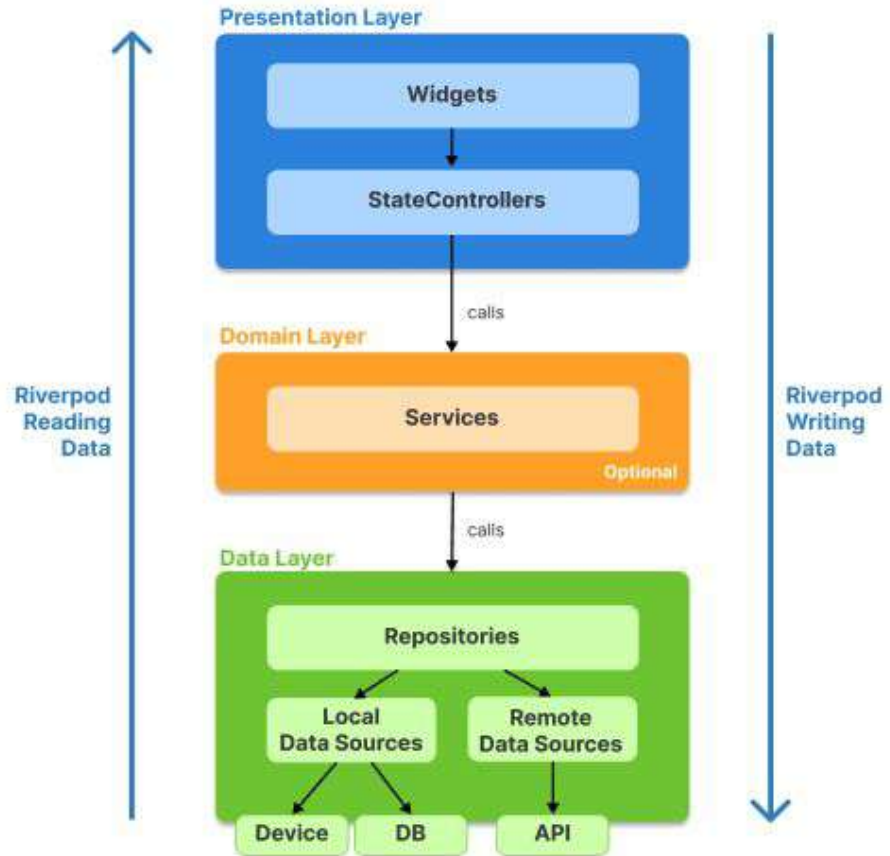 Presentation Layer
Widgets
StateControllers
calls
Domain Layer
Riverpod
Reading
Data
Services
Optional
Riverpod
Writing
Data
calls
Data Layer
Repositories
Local
Data Sources
Remote
Data Sources
Device
DB
API